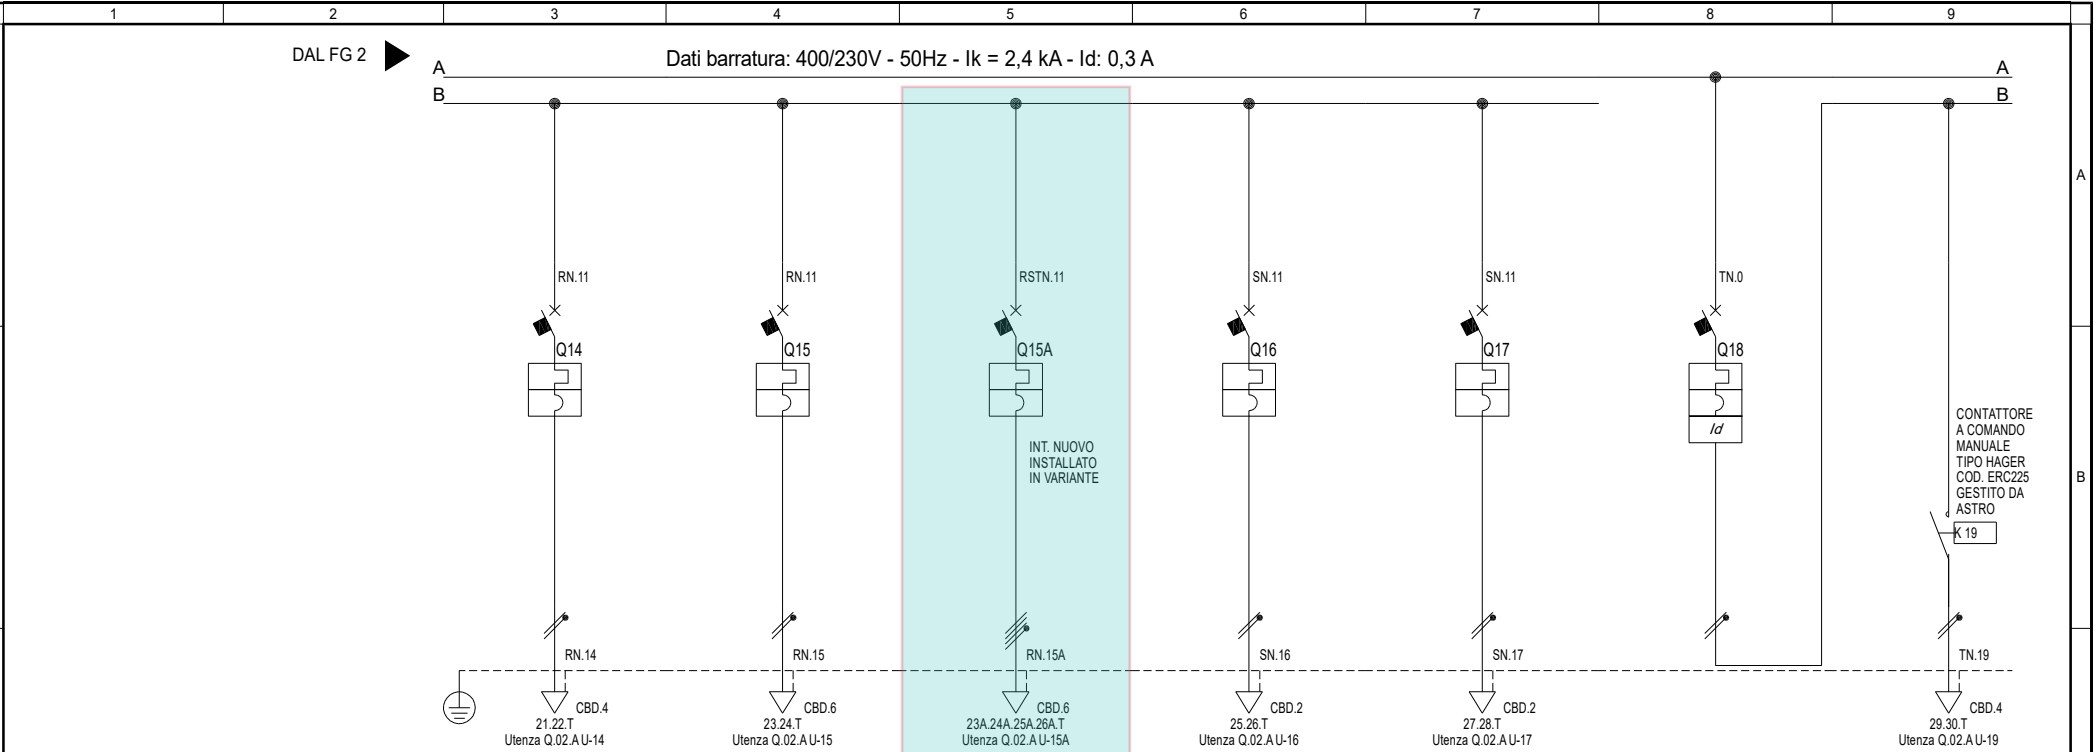 1 2 3 4 5 6 7 8 9
DAL FG 2
Dati barratura: 400/230V - 50Hz - Ik = 2,4 kA - Id: 0,3 A
A A
B B
A
RN.11 RN.11 RSTN.11 SN.11 SN.11 TN.0
Q14 Q15 Q15A Q16 Q17 Q18
Id
INT. NUOVO
INSTALLATO
IN VARIANTE
CONTATTORE
A COMANDO
MANUALE
TIPO HAGER
COD. ERC225
GESTITO DA
ASTRO
K 19
B
RN.14 RN.15 RN.15A SN.16 SN.17 TN.19
CBD.4 CBD.6 CBD.6 CBD.2 CBD.2 CBD.4
21.22.T 23.24.T 23A.24A.25A.26A.T 25.26.T 27.28.T 29.30.T
Utenza Q.02.A U-14 Utenza Q.02.A U-15 Utenza Q.02.A U-15A Utenza Q.02.A U-16 Utenza Q.02.A U-17 Utenza Q.02.A U-19